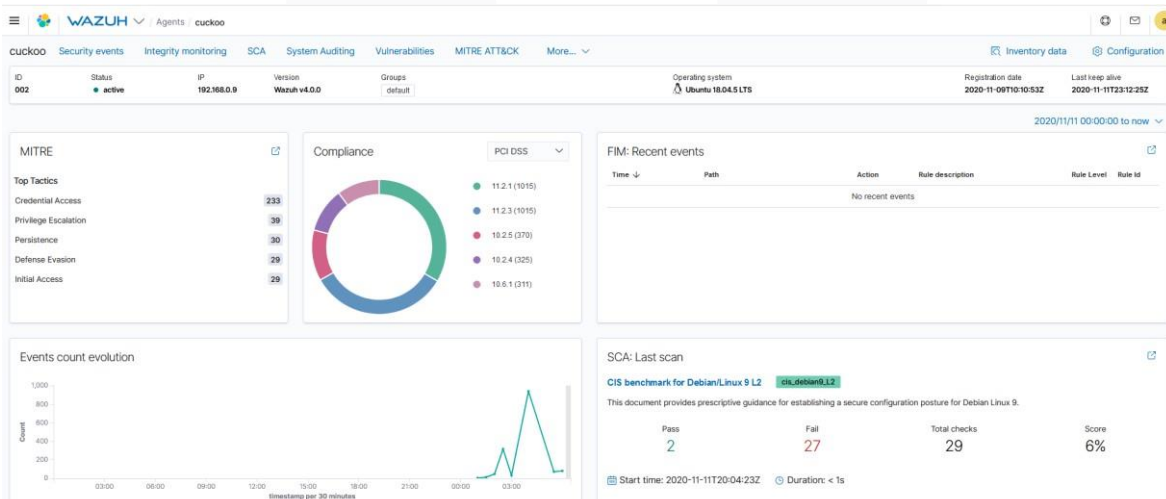 WAZUH / Agents / cuckoo
a
cuckoo Security events Integrity monitoring SCA System Auditing Vulnerabilities MITRE ATT&CK More... Inventory data Configuration
ID Status IP Version Groups Operating system Registration date Last keep alive
002 active 192.168.0.9 Wazuh v4.0.0 default Ubuntu 18.04.5 LTS 2020-11-09T10:10:53Z 2020-11-11T23:12:25Z
2020/11/11 00:00:00 to now
MITRE
Top Tactics
Credential Access 233
Privilege Escalation 39
Persistence 30
Defense Evasion 29
Initial Access 29
Compliance PCI DSS
11.2.1 (1015)
11.2.3 (1015)
10.2.5 (370)
10.2.4 (325)
10.6.1 (311)
FIM: Recent events
Time Path Action Rule description Rule Level Rule Id
No recent events
Events count evolution
1,000
800
600
400
200
0
Count
03:00 06:00 09:00 12:00 15:00 18:00 21:00 00:00 03:00
timestamp per 30 minutes
SCA: Last scan
CIS benchmark for Debian/Linux 9 L2 cis_debian9_L2
This document provides prescriptive guidance for establishing a secure configuration posture for Debian Linux 9.
Pass Fail Total checks Score
2 27 29 6%
Start time: 2020-11-11T20:04:23Z Duration: < 1s